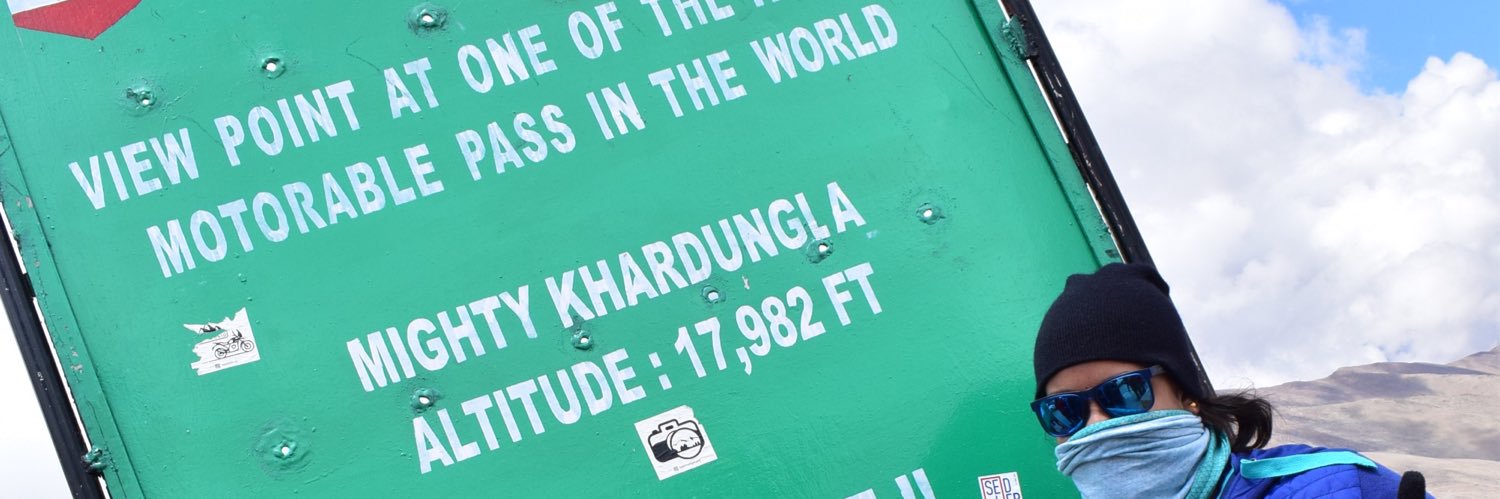 VIEW POINT AT ONE OF THE
MOTORABLE PASS IN THE WORLD
MIGHTY KHARDUNGLA
ALTITUDE : 17,982 FT